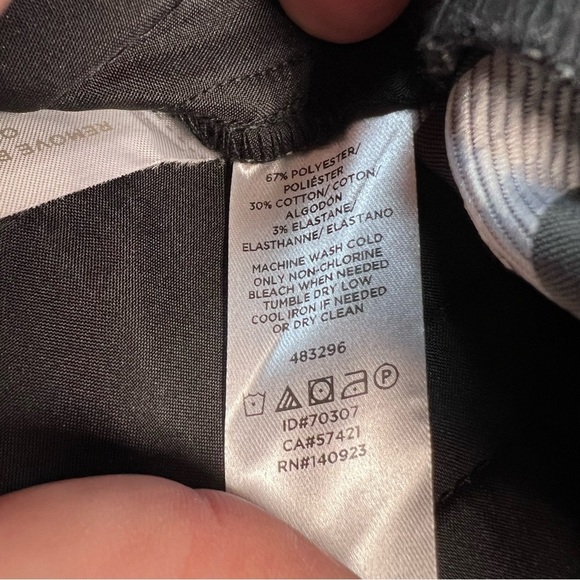 REMOVE B
67% POLYESTER/
POLIÉSTER
30% COTTON/COTON/
ALGODÓN
3% ELASTANE/
ELASTHANNE/ ELASTANO
MACHINE WASH COLD
ONLY NON-CHLORINE
BLEACH WHEN NEEDED
TUMBLE DRY LOW
COOL IRON IF NEEDED
OR DRY CLEAN
483296
P
ID#70307
CA#57421
RN#140923